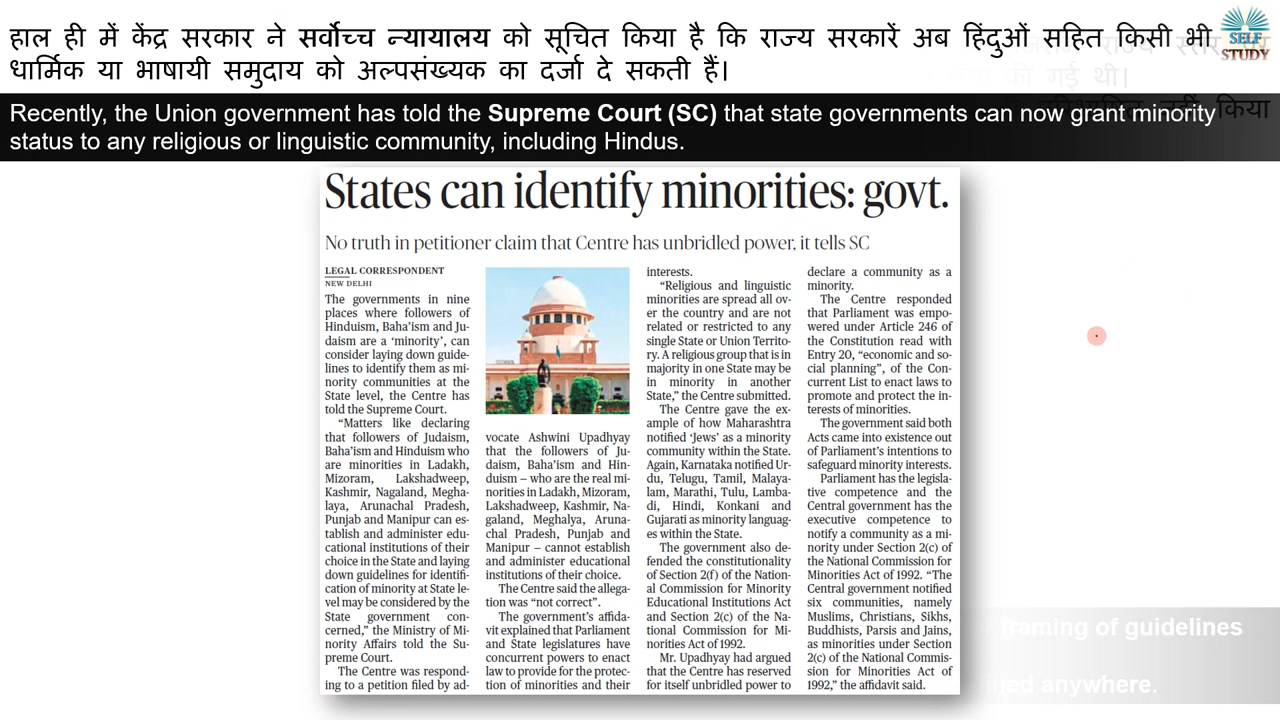 हाल ही में केंद्र सरकार ने सर्वोच्च न्यायालय को सूचित किया है कि राज्य सरकारें अब हिंदुओं सहित किसी भी
धार्मिक या भाषायी समुदाय को अल्पसंख्यक का दर्जा दे सकती हैं।
SELF
STUDY
की गई थी।
किया
Recently, the Union government has told the Supreme Court (SC) that state governments can now grant minority
status to any religious or linguistic community, including Hindus.
States can identify minorities: govt.
No truth in petitioner claim that Centre has unbridled power, it tells SC
LEGAL CORRESPONDENT
NEW DELHI
The governments in nine
places where followers of
Hinduism, Baha'ism and Ju-
daism are a 'minority', can
consider laying down guide-
lines to identify them as mi-
nority communities at the
State level, the Centre has
told the Supreme Court.
"Matters like declaring
that followers of Judaism,
Baha'ism and Hinduism who
are minorities in Ladakh,
Mizoram, Lakshadweep,
Kashmir, Nagaland, Megha-
laya, Arunachal Pradesh,
Punjab and Manipur can es-
tablish and administer edu-
cational institutions of their
choice in the State and laying
down guidelines for identifi-
cation of minority at State le-
vel may be considered by the
State government con-
cerned," the Ministry of Mi-
nority Affairs told the Su-
preme Court.
The Centre was respond-
ing to a petition filed by ad-
vocate Ashwini Upadhyay
that the followers of Ju-
daism, Baha'ism and Hin-
duism – who are the real mi-
norities in Ladakh, Mizoram,
Lakshadweep, Kashmir, Na-
galand, Meghalya, Aruna-
chal Pradesh, Punjab and
Manipur – cannot establish
and administer educational
institutions of their choice.
The Centre said the allega-
tion was "not correct".
The government's affida-
vit explained that Parliament
and State legislatures have
concurrent powers to enact
law to provide for the protec-
tion of minorities and their
interests.
"Religious and linguistic
minorities are spread all ov-
er the country and are not
related or restricted to any
single State or Union Territo-
ry. A religious group that is in
majority in one State may be
in minority in another
State," the Centre submitted.
The Centre gave the ex-
ample of how Maharashtra
notified 'Jews' as a minority
community within the State.
Again, Karnataka notified Ur-
du, Telugu, Tamil, Malaya-
lam, Marathi, Tulu, Lamba-
di, Hindi, Konkani and
Gujarati as minority languag-
es within the State.
The government also de-
fended the constitutionality
of Section 2(f) of the Nation-
al Commission for Minority
Educational Institutions Act
and Section 2(c) of the Na-
tional Commission for Mi-
norities Act of 1992.
Mr. Upadhyay had argued
that the Centre has reserved
for itself unbridled power to
declare a community as a
minority.
The Centre responded
that Parliament was empo-
wered under Article 246 of
the Constitution read with
Entry 20, "economic and so-
cial planning", of the Con-
current List to enact laws to
promote and protect the in-
terests of minorities.
The government said both
Acts came into existence out
of Parliament's intentions to
safeguard minority interests.
Parliament has the legisla-
tive competence and the
Central government has the
executive competence to
notify a community as a mi-
nority under Section 2(c) of
the National Commission for
Minorities Act of 1992. "The
Central government notified
six communities, namely
Muslims, Christians, Sikhs,
Buddhists, Parsis and Jains,
as minorities under Section
2(c) of the National Commis-
sion for Minorities Act of
1992," the affidavit said.
framing of guidelines
anywhere.